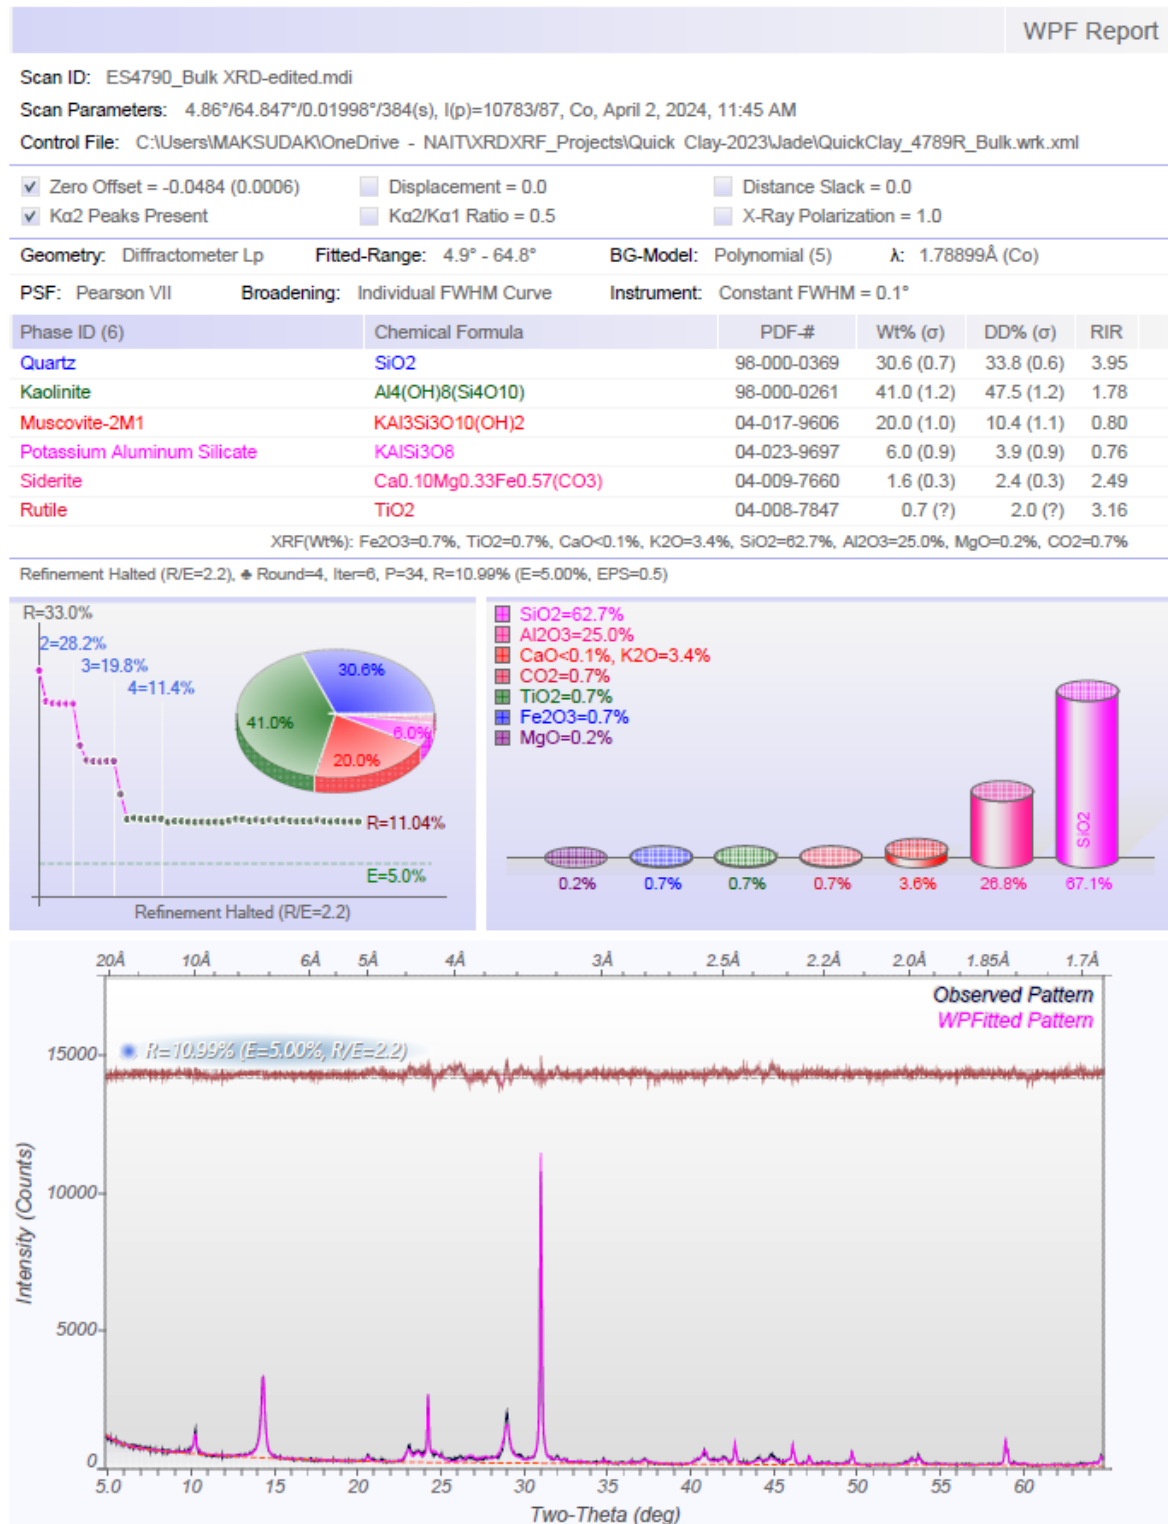 WPF Report
Scan ID: ES4790_Bulk XRD-edited.mdi
Scan Parameters: 4.86°/64.847°/0.01998°/384(s), I(p)=10783/87, Co, April 2, 2024, 11:45 AM
Control File: C:\Users\MAKSUDAK\OneDrive - NAIT\XRDXRF_Projects\Quick Clay-2023\Jade\QuickClay_4789R_Bulk.wrk.xml
Zero Offset = -0.0484 (0.0006) Displacement = 0.0 Distance Slack = 0.0
Kα2 Peaks Present Kα2/Kα1 Ratio = 0.5 X-Ray Polarization = 1.0
Geometry: Diffractometer Lp Fitted-Range: 4.9° - 64.8° BG-Model: Polynomial (5) λ: 1.78899Å (Co)
PSF: Pearson VII Broadening: Individual FWHM Curve Instrument: Constant FWHM = 0.1°
Phase ID (6) Chemical Formula PDF-# Wt% (σ) DD% (σ) RIR
Quartz SiO2 98-000-0369 30.6 (0.7) 33.8 (0.6) 3.95
Kaolinite Al4(OH)8(Si4O10) 98-000-0261 41.0 (1.2) 47.5 (1.2) 1.78
Muscovite-2M1 KAl3Si3O10(OH)2 04-017-9606 20.0 (1.0) 10.4 (1.1) 0.80
Potassium Aluminum Silicate KAlSi3O8 04-023-9697 6.0 (0.9) 3.9 (0.9) 0.76
Siderite Ca0.10Mg0.33Fe0.57(CO3) 04-009-7660 1.6 (0.3) 2.4 (0.3) 2.49
Rutile TiO2 04-008-7847 0.7 (?) 2.0 (?) 3.16
XRF(Wt%): Fe2O3=0.7%, TiO2=0.7%, CaO<0.1%, K2O=3.4%, SiO2=62.7%, Al2O3=25.0%, MgO=0.2%, CO2=0.7%
Refinement Halted (R/E=2.2), ♣ Round=4, Iter=6, P=34, R=10.99% (E=5.00%, EPS=0.5)
R=33.0%
2=28.2%
3=19.8%
4=11.4%
30.6%
41.0%
6.0%
20.0%
R=11.04%
E=5.0%
Refinement Halted (R/E=2.2)
SiO2=62.7%
Al2O3=25.0%
CaO<0.1%, K2O=3.4%
CO2=0.7%
TiO2=0.7%
Fe2O3=0.7%
MgO=0.2%
SiO2
0.2% 0.7% 0.7% 0.7% 3.6% 26.8% 67.1%
20Å 10Å 6Å 5Å 4Å 3Å 2.5Å 2.2Å 2.0Å 1.85Å 1.7Å
Observed Pattern
WPFitted Pattern
R=10.99% (E=5.00%, R/E=2.2)
15000
10000
5000
0
Intensity (Counts)
5.0 10 15 20 25 30 35 40 45 50 55 60
Two-Theta (deg)